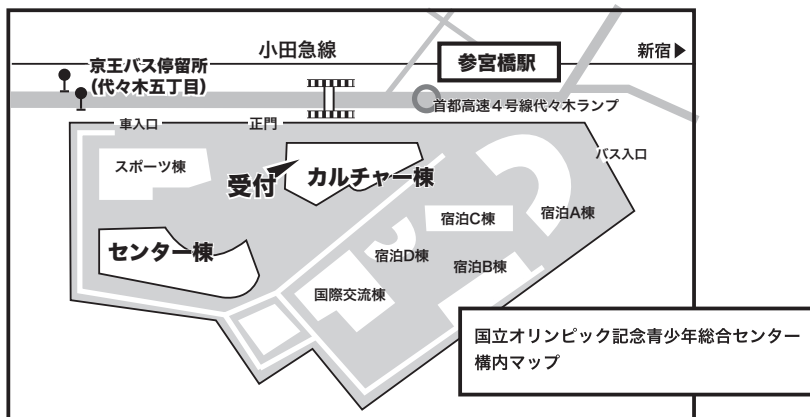 小田急線
参宮橋駅
新宿▶
京王バス停留所
(代々木五丁目)
首都高速4号線代々木ランプ
車入口
正門
バス入口
スポーツ棟
受付
カルチャー棟
宿泊C棟
宿泊A棟
センター棟
宿泊D棟
宿泊B棟
国際交流棟
国立オリンピック記念青少年総合センター
構内マップ